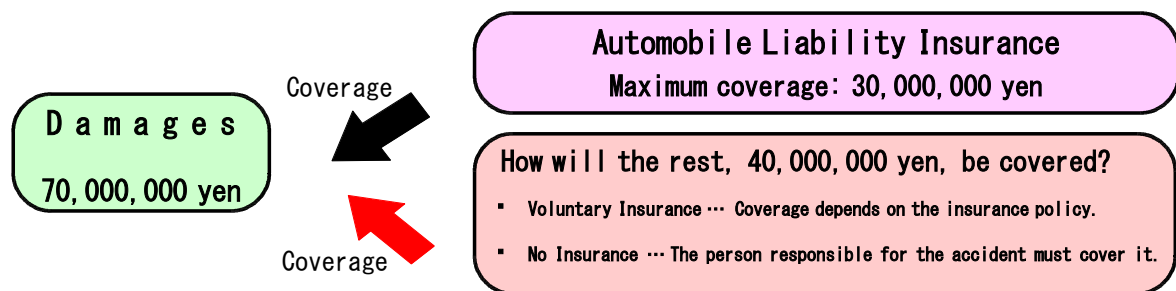 Automobile Liability Insurance
Maximum coverage: 30,000,000 yen
Coverage
Damages
70,000,000 yen
How will the rest, 40,000,000 yen, be covered?
▪ Voluntary Insurance … Coverage depends on the insurance policy.
▪ No Insurance … The person responsible for the accident must cover it.
Coverage